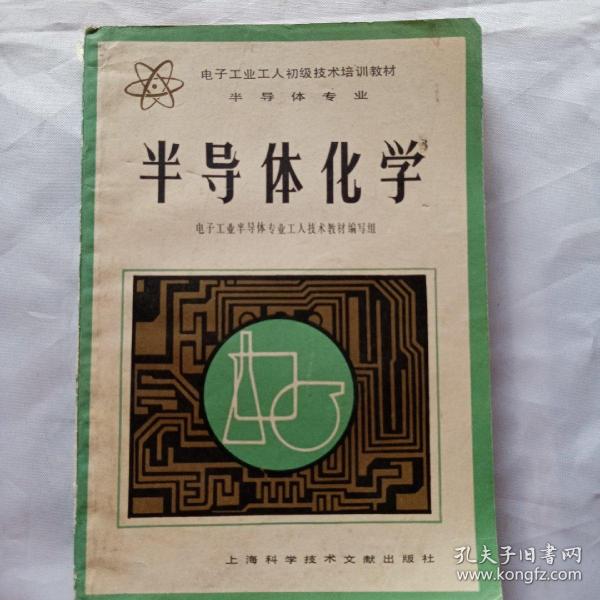 电子工业工人初级技术培训教材
半导体专业
半导体化学
电子工业半导体专业工人技术教材编写组
上海科学技术文献出版社
孔夫子旧书网
www.kongfz.com